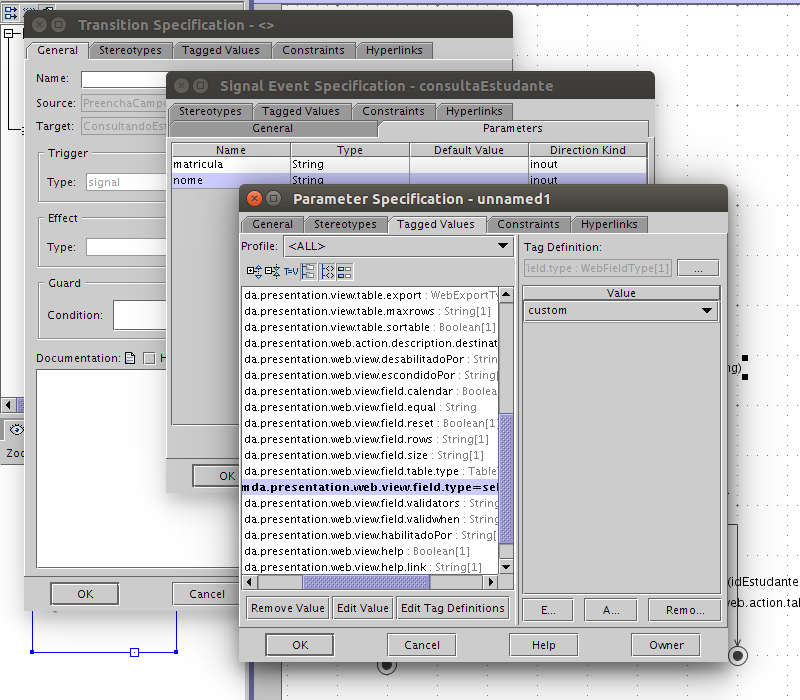 Transition Specification - <>
General Stereotypes Tagged Values Constraints Hyperlinks
Name:
Source: PreenchaCampo
Target: ConsultandoEst
Trigger
Type: signal
Effect
Type:
Guard
Condition:
Documentation: H
OK Cancel
Zoo
Signal Event Specification - consultaEstudante
Stereotypes Tagged Values Constraints Hyperlinks
General Parameters
Name Type Default Value Direction Kind
matricula String inout
nome String inout
OK
Parameter Specification - unnamed1
General Stereotypes Tagged Values Constraints Hyperlinks
Profile: <ALL>
T=V
da.presentation.view.table.export : WebExportT
da.presentation.view.table.maxrows : String[1]
da.presentation.view.table.sortable : Boolean[1]
da.presentation.web.action.description.destinat
da.presentation.web.view.desabilitadoPor : Strin
da.presentation.web.view.escondidoPor : String[
da.presentation.web.view.field.calendar : Boolea
da.presentation.web.view.field.equal : String
da.presentation.web.view.field.reset : Boolean[1]
da.presentation.web.view.field.rows : String[1]
da.presentation.web.view.field.size : String[1]
da.presentation.web.view.field.table.type : Table
mda.presentation.web.view.field.type=sel
da.presentation.web.view.field.validators : String
da.presentation.web.view.field.validwhen : String
da.presentation.web.view.habilitadoPor : String[
da.presentation.web.view.help : Boolean[1]
da.presentation.web.view.help.link : String[1]
Remove Value Edit Value Edit Tag Definitions
Tag Definition:
ield.type : WebFieldType[1] ...
Value
custom
E... A... Remo...
OK Cancel Help Owner
ng)
(idEstudante
veb.action.tal